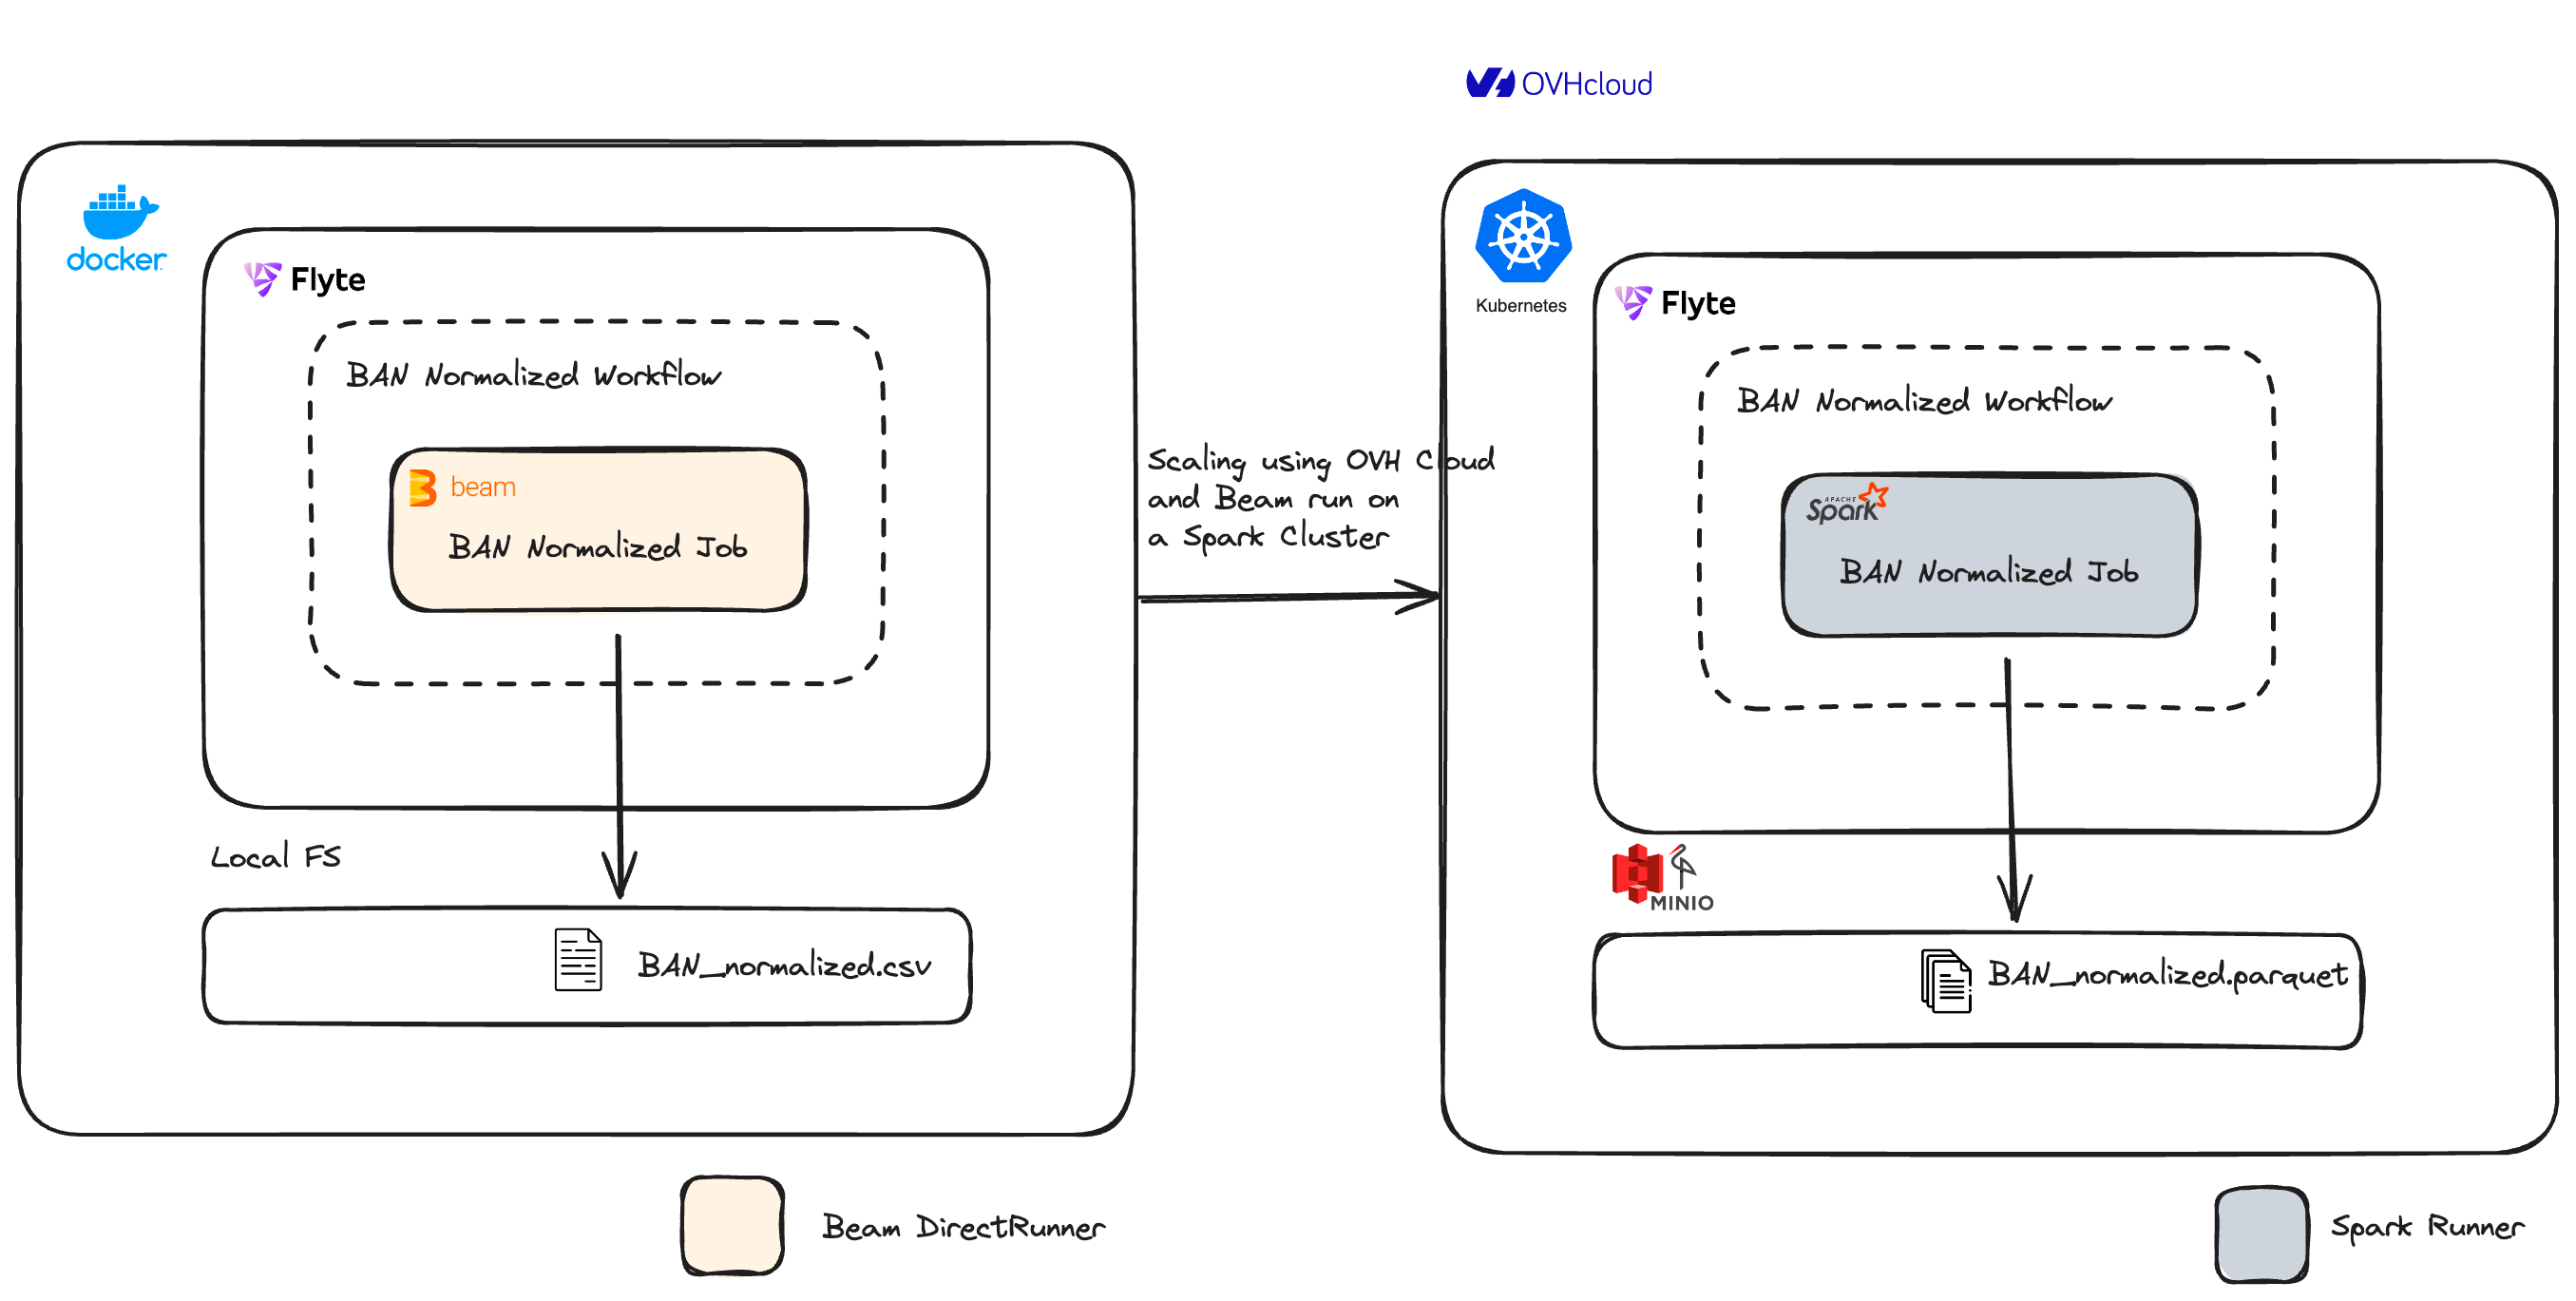 OVHcloud
docker
Flyte
BAN Normalized Workflow
beam
BAN Normalized Job
Local FS
BAN_normalized.csv
Beam DirectRunner
Scaling using OVH Cloud
and Beam run on
a Spark Cluster
Kubernetes
Flyte
BAN Normalized Workflow
APACHE
Spark
BAN Normalized Job
MINIO
BAN_normalized.parquet
Spark Runner